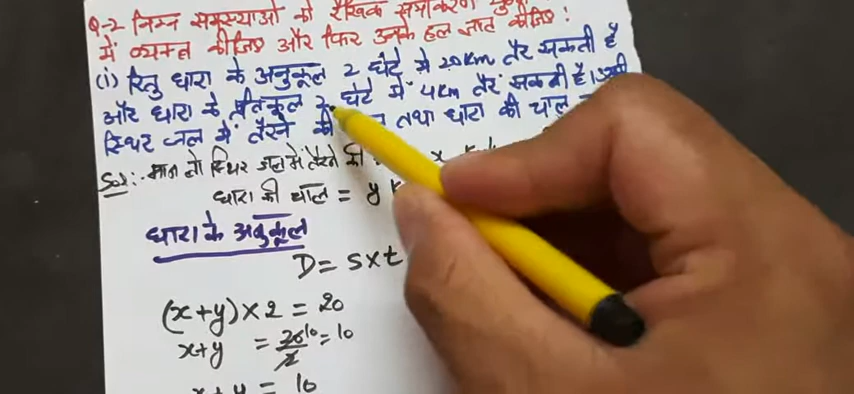 Q-2 निम्न समस्याओं को रैखिक समीकरण
में व्यक्त कीजिए और फिर उनके हल ज्ञात कीजिए!
(i) रितु धारा के अनुकूल 2 घंटे में 20Km तैर सकती है
और धारा के प्रतिकूल 2 घंटे में 4Km तैर सकती है। उसकी
स्थिर जल में तैरने की तथा धारा की चाल
Sol:- मान लो स्थिर जल में तैरने की x
धारा की चाल = y
धारा के अनुकूल
D = S×t
(x+y)×2 = 20
x+y = 20/2 10 = 10
x+y = 10